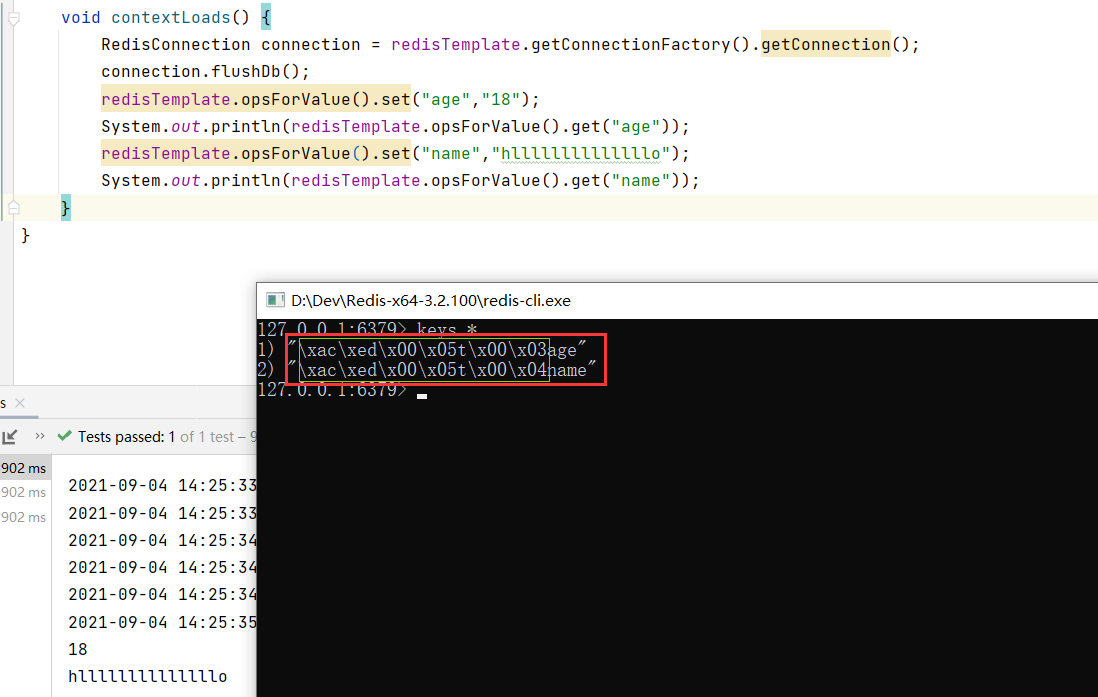 void contextLoads() {
RedisConnection connection = redisTemplate.getConnectionFactory().getConnection();
connection.flushDb();
redisTemplate.opsForValue().set("age","18");
System.out.println(redisTemplate.opsForValue().get("age"));
redisTemplate.opsForValue().set("name","hlllllllllllllllo");
System.out.println(redisTemplate.opsForValue().get("name"));
}
}
D:\Dev\Redis-x64-3.2.100\redis-cli.exe
127.0.0.1:6379> keys *
1) "\xac\xed\x00\x05t\x00\x03age"
2) "\xac\xed\x00\x05t\x00\x04name"
127.0.0.1:6379>
s
Tests passed: 1 of 1 test – 9
902 ms
902 ms
902 ms
2021-09-04 14:25:33
2021-09-04 14:25:33
2021-09-04 14:25:34
2021-09-04 14:25:34
2021-09-04 14:25:34
2021-09-04 14:25:35
18
hlllllllllllllllo